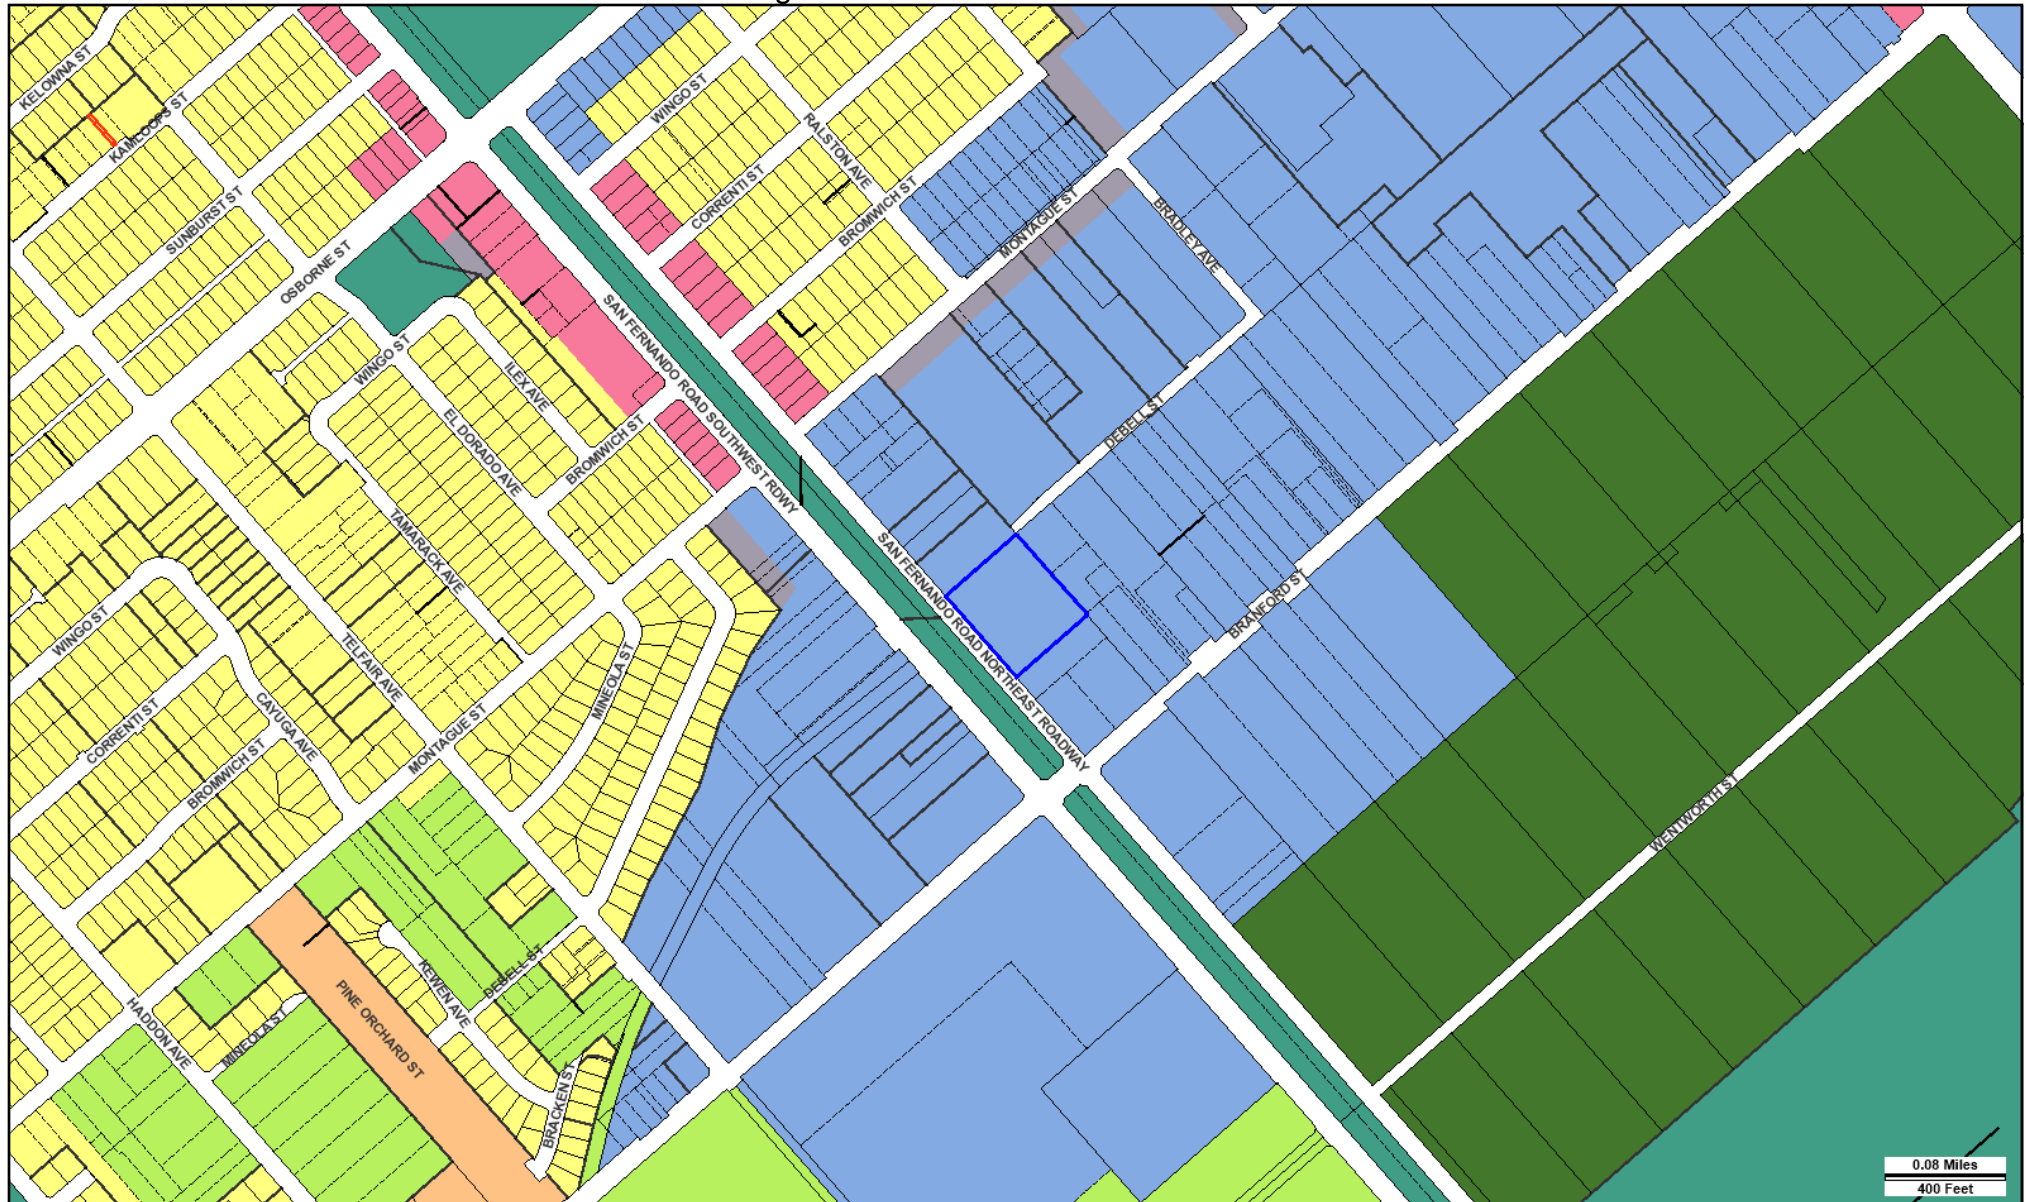 KELOWNA ST
KAMLOOPS ST
WINGO ST
RALSTON AVE
SUNBURST ST
CORRENTI ST
BROMWICH ST
MONTAGUE ST
BRADLEY AVE
OSBORNE ST
WINGO ST
ILEX AVE
SAN FERNANDO ROAD SOUTHWEST RDWY
EL DORADO AVE
BROMWICH ST
DEBELL ST
TAMARACK AVE
SAN FERNANDO ROAD NORTHEAST ROADWAY
BRANFORD ST
WINGO ST
TELFAIR AVE
MINEOLA ST
CORRENTI ST
CAYUGA AVE
MONTAGUE ST
BROMWICH ST
WENTWORTH ST
PINE ORCHARD ST
KEWEN AVE
DEBELL ST
HADDON AVE
MINEOLA ST
BRACKEN ST
0.08 Miles
400 Feet